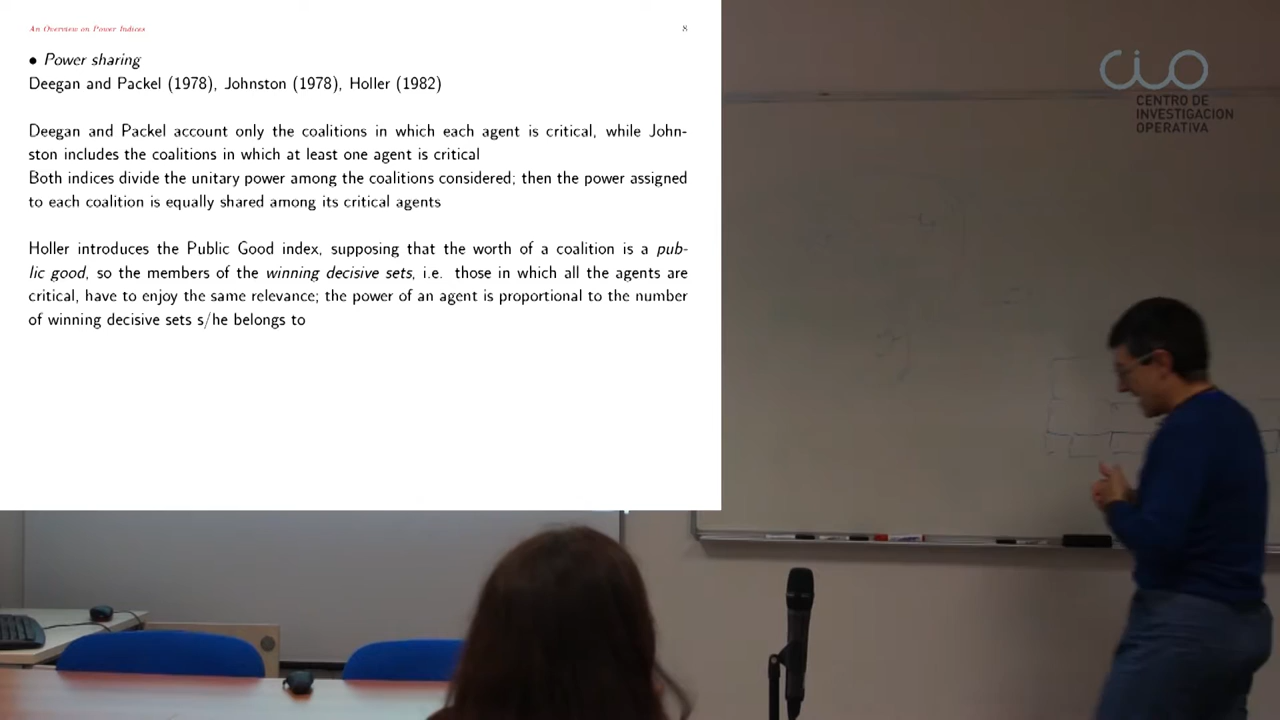 An Overview on Power Indices 8
• Power sharing
Deegan and Packel (1978), Johnston (1978), Holler (1982)
Deegan and Packel account only the coalitions in which each agent is critical, while John-
ston includes the coalitions in which at least one agent is critical
Both indices divide the unitary power among the coalitions considered; then the power assigned
to each coalition is equally shared among its critical agents
Holler introduces the Public Good index, supposing that the worth of a coalition is a pub-
lic good, so the members of the winning decisive sets, i.e. those in which all the agents are
critical, have to enjoy the same relevance; the power of an agent is proportional to the number
of winning decisive sets s/he belongs to
CIO
CENTRO DE
INVESTIGACION
OPERATIVA